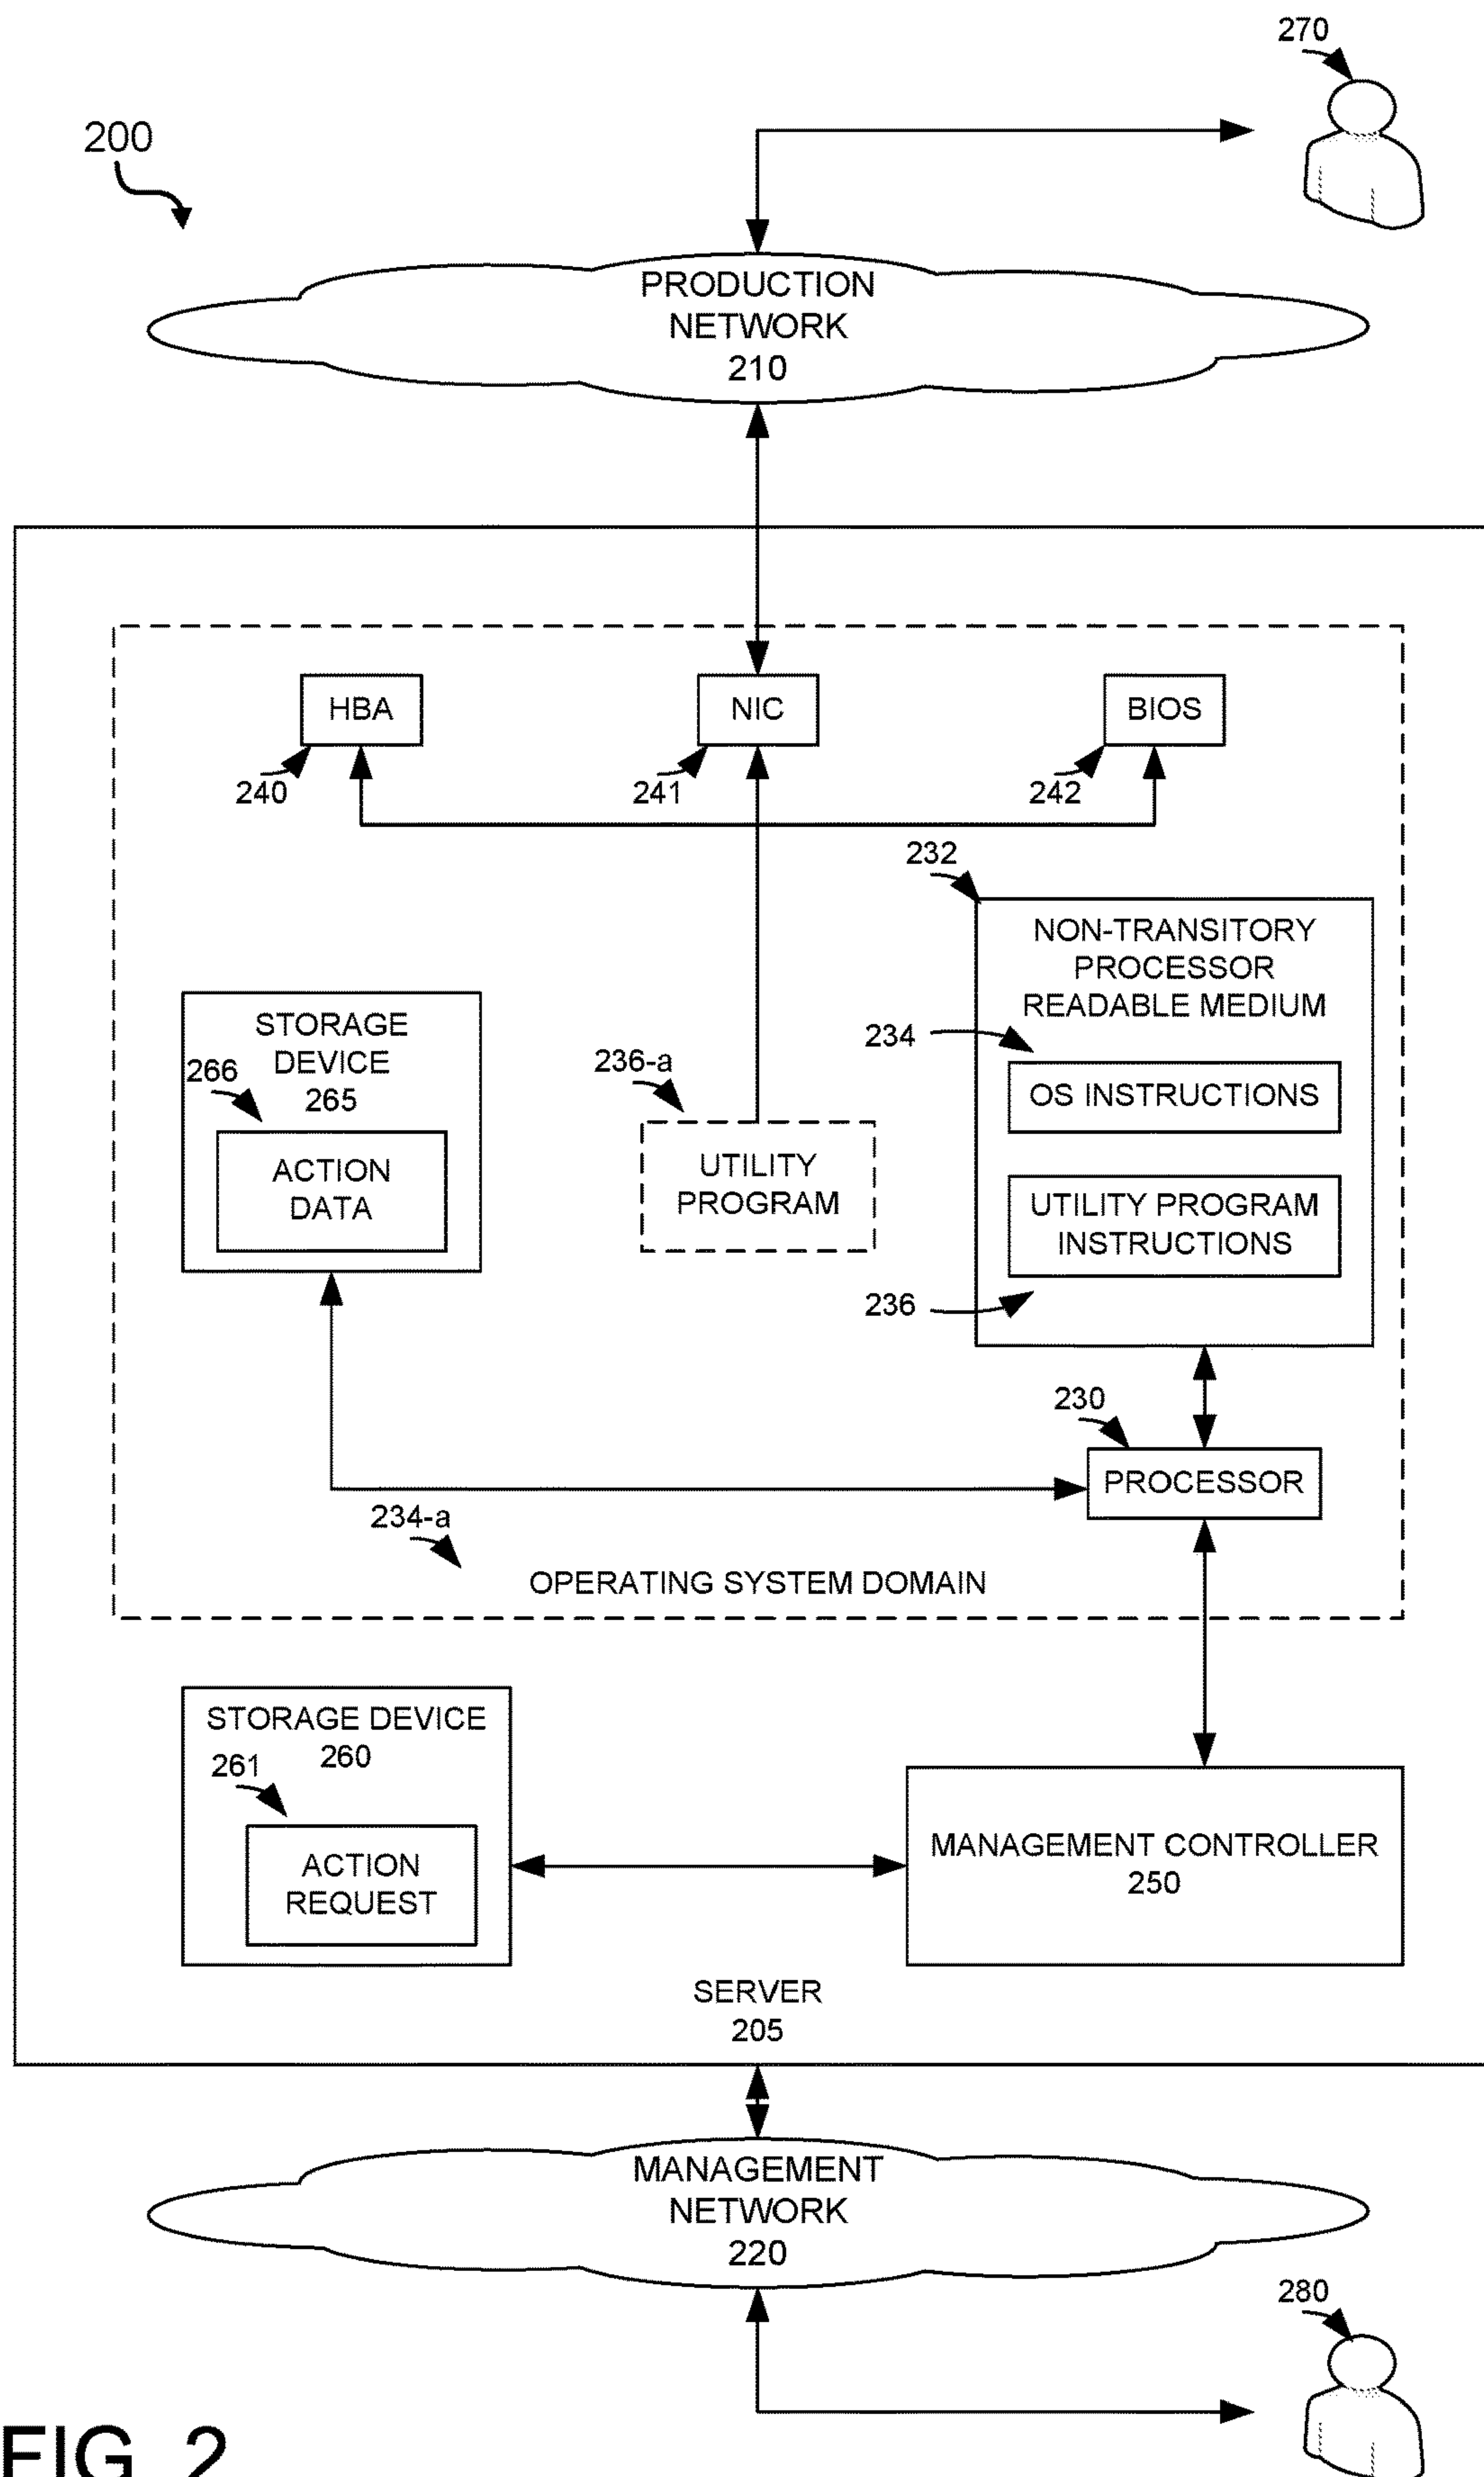 270
200
PRODUCTION
NETWORK
210
HBA
NIC
BIOS
240
241
242
232
NON-TRANSITORY
PROCESSOR
READABLE MEDIUM
234
OS INSTRUCTIONS
UTILITY PROGRAM
INSTRUCTIONS
236
STORAGE
DEVICE
265
266
ACTION
DATA
236-a
UTILITY
PROGRAM
230
PROCESSOR
234-a
OPERATING SYSTEM DOMAIN
STORAGE DEVICE
260
261
ACTION
REQUEST
MANAGEMENT CONTROLLER
250
SERVER
205
MANAGEMENT
NETWORK
220
280
FIG. 2